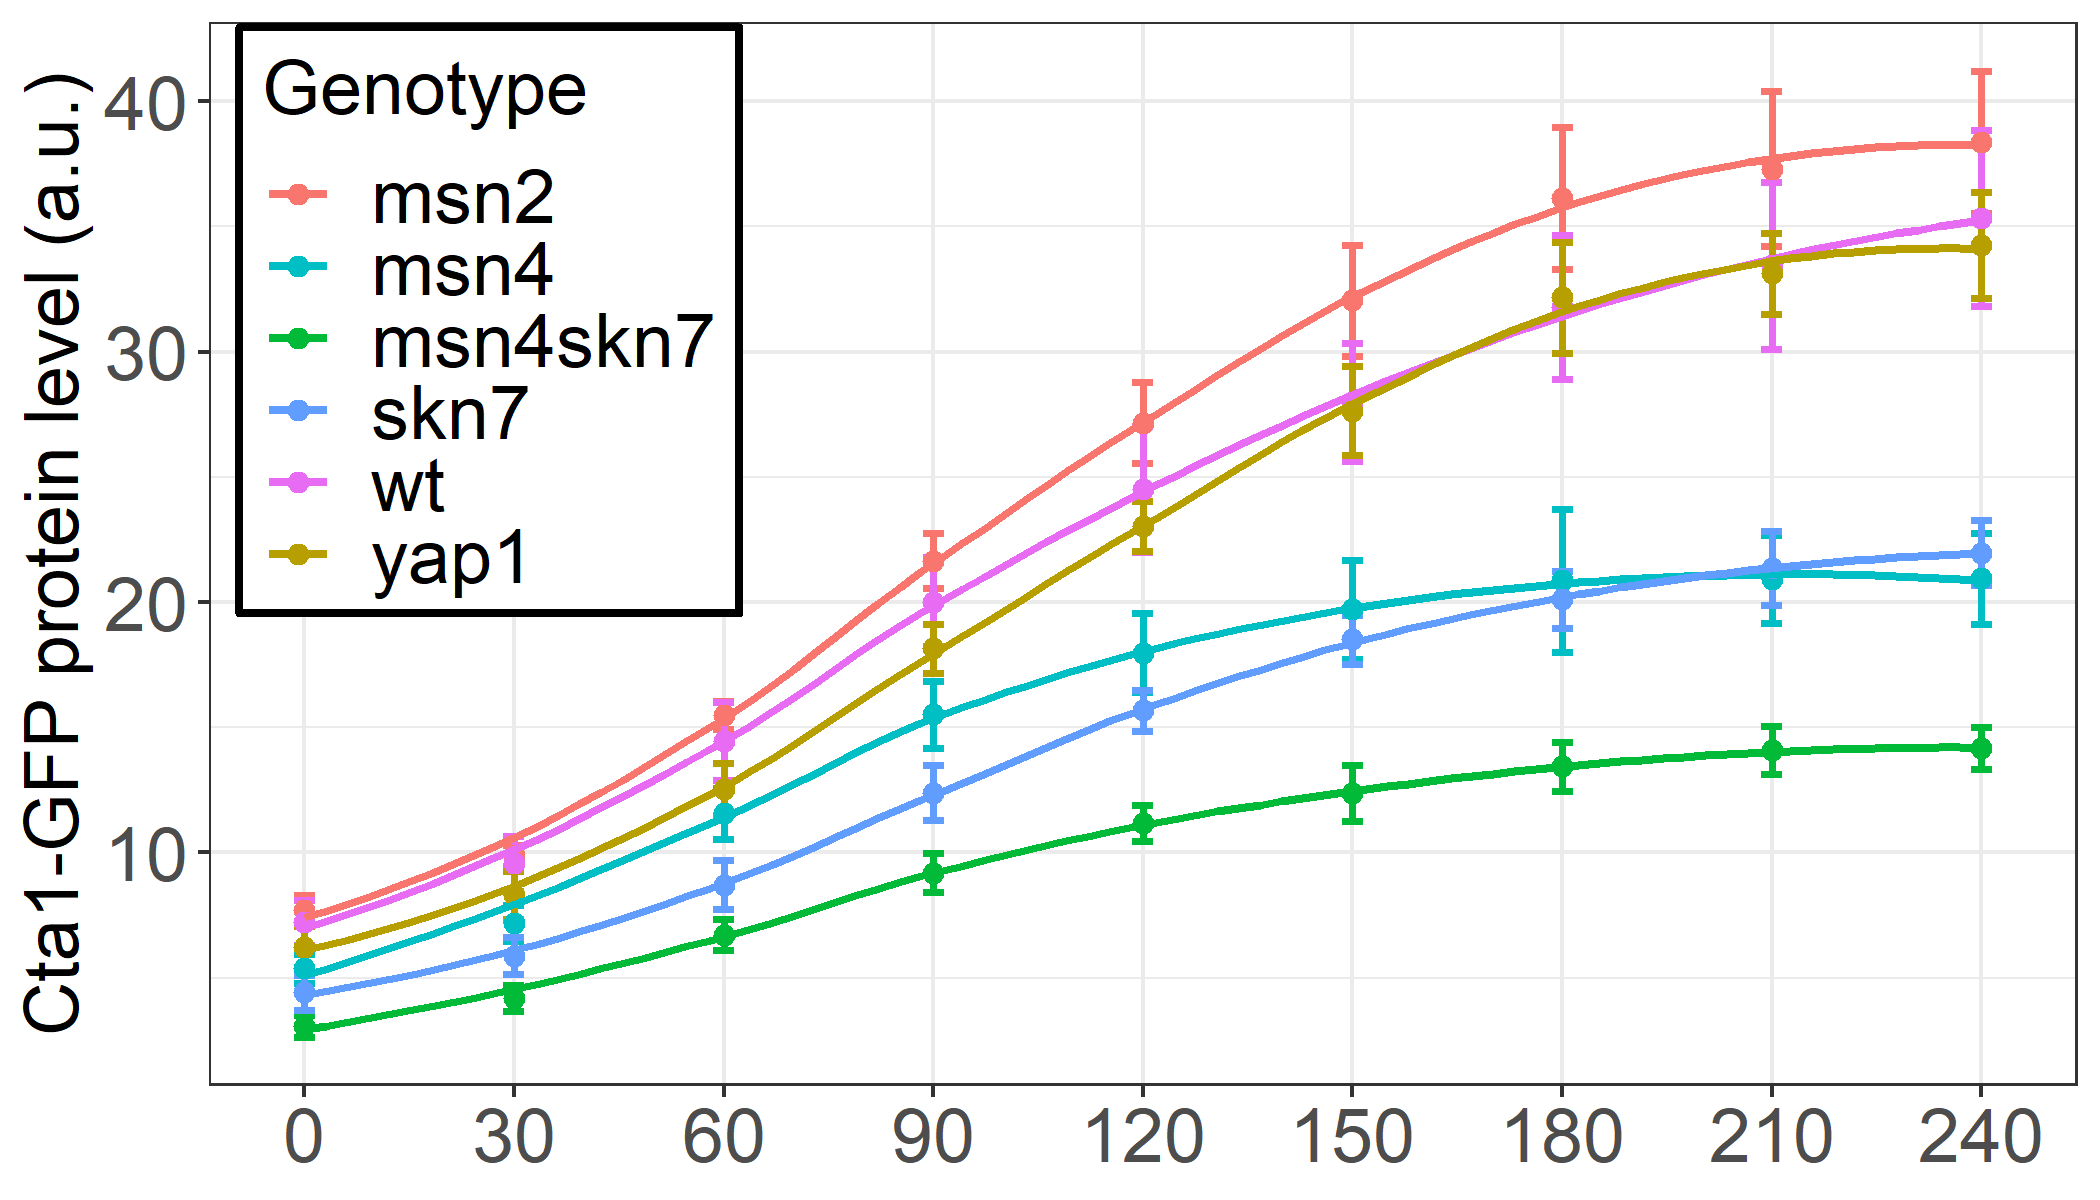 Cta1-GFP protein level (a.u.)
40
30
20
10
Genotype
msn2
msn4
msn4skn7
skn7
wt
yap1
0 30 60 90 120 150 180 210 240